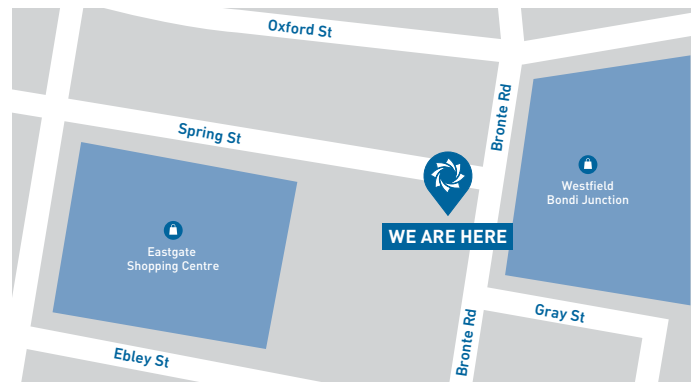 Oxford St
Bronte Rd
Spring St
Westfield
Bondi Junction
WE ARE HERE
Eastgate
Shopping Centre
Gray St
Bronte Rd
Ebley St